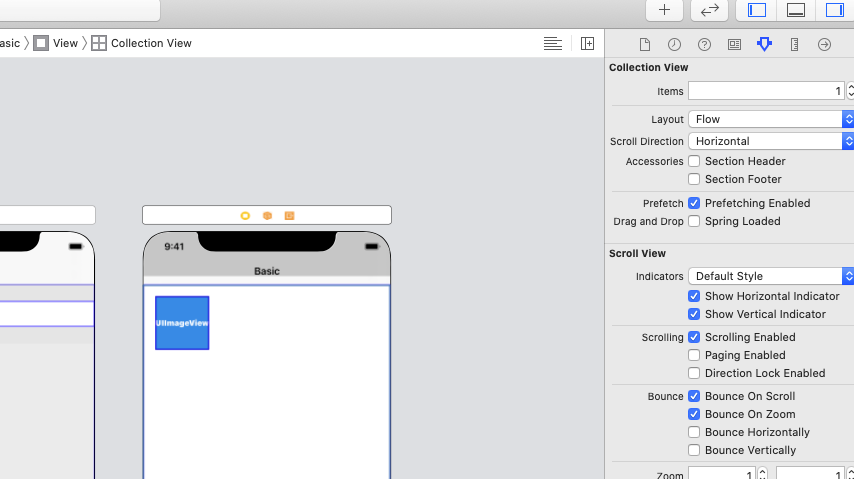 asic 〉 View 〉 Collection View
Collection View
Items 1
Layout Flow
Scroll Direction Horizontal
Accessories Section Header
Section Footer
Prefetch Prefetching Enabled
Drag and Drop Spring Loaded
9:41
Basic
UIImageView
Scroll View
Indicators Default Style
Show Horizontal Indicator
Show Vertical Indicator
Scrolling Scrolling Enabled
Paging Enabled
Direction Lock Enabled
Bounce Bounce On Scroll
Bounce On Zoom
Bounce Horizontally
Bounce Vertically
Zoom 1 1